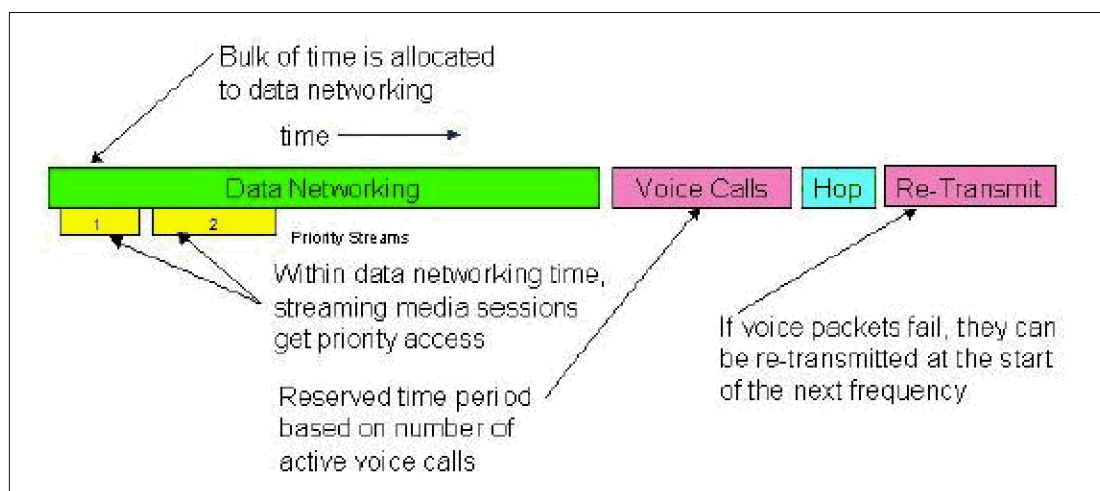 Bulk of time is allocated
to data networking
time
Data Networking
Voice Calls
Hop
Re-Transmit
1
2
Priority Streams
Within data networking time,
streaming media sessions
get priority access
If voice packets fail, they can
be re-transmitted at the start
of the next frequency
Reserved time period
based on number of
active voice calls